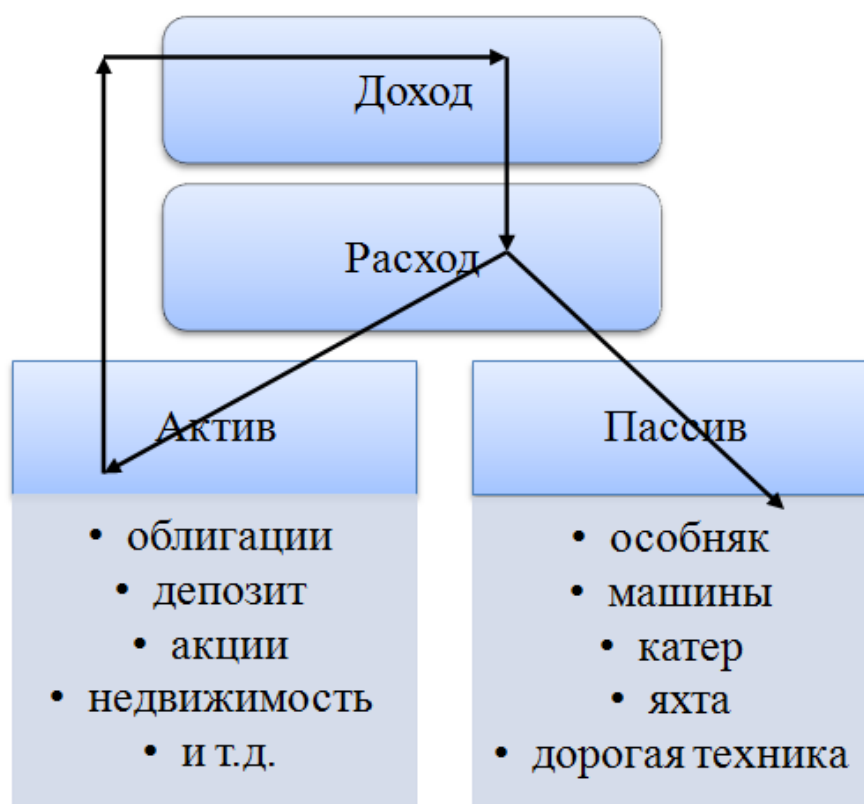 Доход
Расход
Актив
• облигации
• депозит
• акции
• недвижимость
• и т.д.
Пассив
• особняк
• машины
• катер
• яхта
• дорогая техника